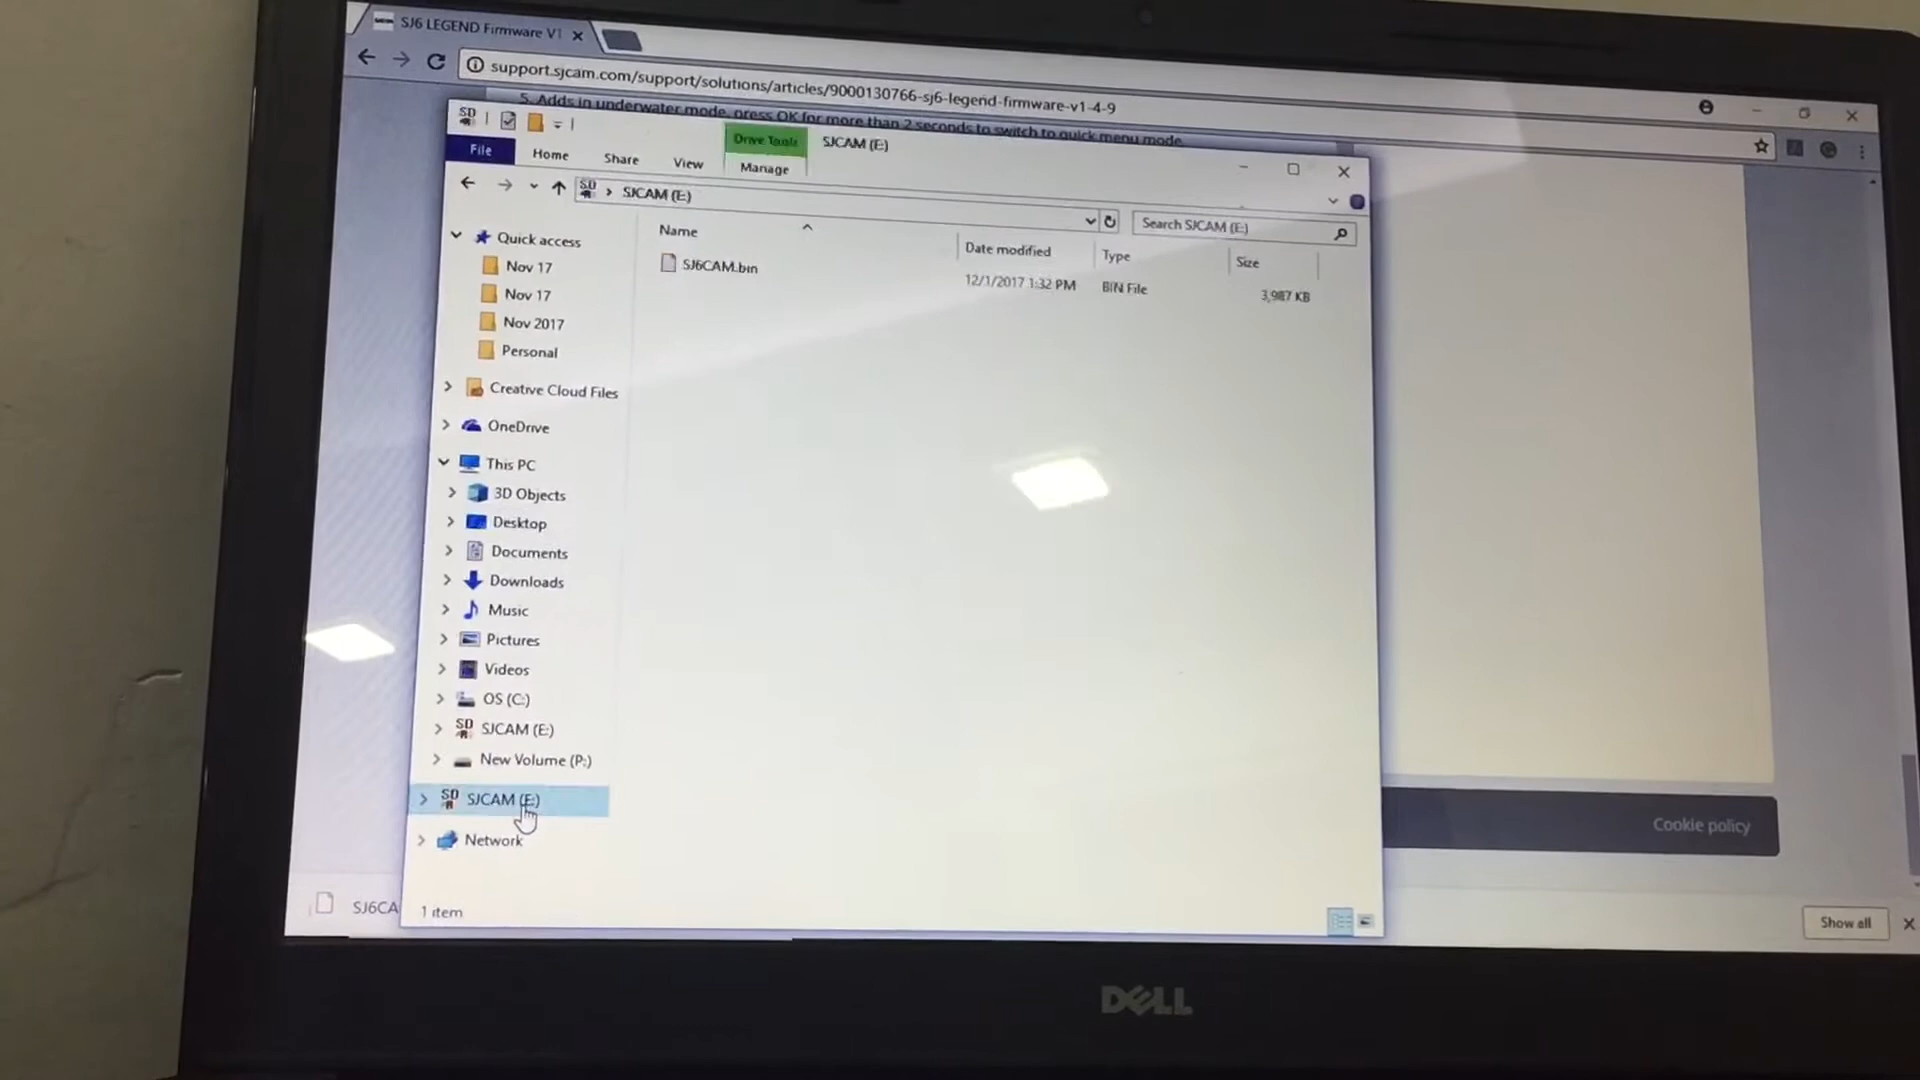 SJ6 LEGEND Firmware V1
support.sjcam.com/support/solutions/articles/9000130766-sj6-legend-firmware-v1-4-9
5. Adds in underwater mode, press OK for more than 2 seconds to switch to quick menu mode.
Drive Tools
SJCAM (E:)
File
Home
Share
View
Manage
SJCAM (E:)
Search SJCAM (E:)
Name
Date modified
Type
Size
SJ6CAM.bin
12/1/2017 1:32 PM
BIN File
3,987 KB
Quick access
Nov 17
Nov 17
Nov 2017
Personal
Creative Cloud Files
OneDrive
This PC
3D Objects
Desktop
Documents
Downloads
Music
Pictures
Videos
OS (C:)
SD
SJCAM (E:)
New Volume (P:)
SD
SJCAM (E:)
Network
1 item
Cookie policy
SJ6CA
Show all
DELL